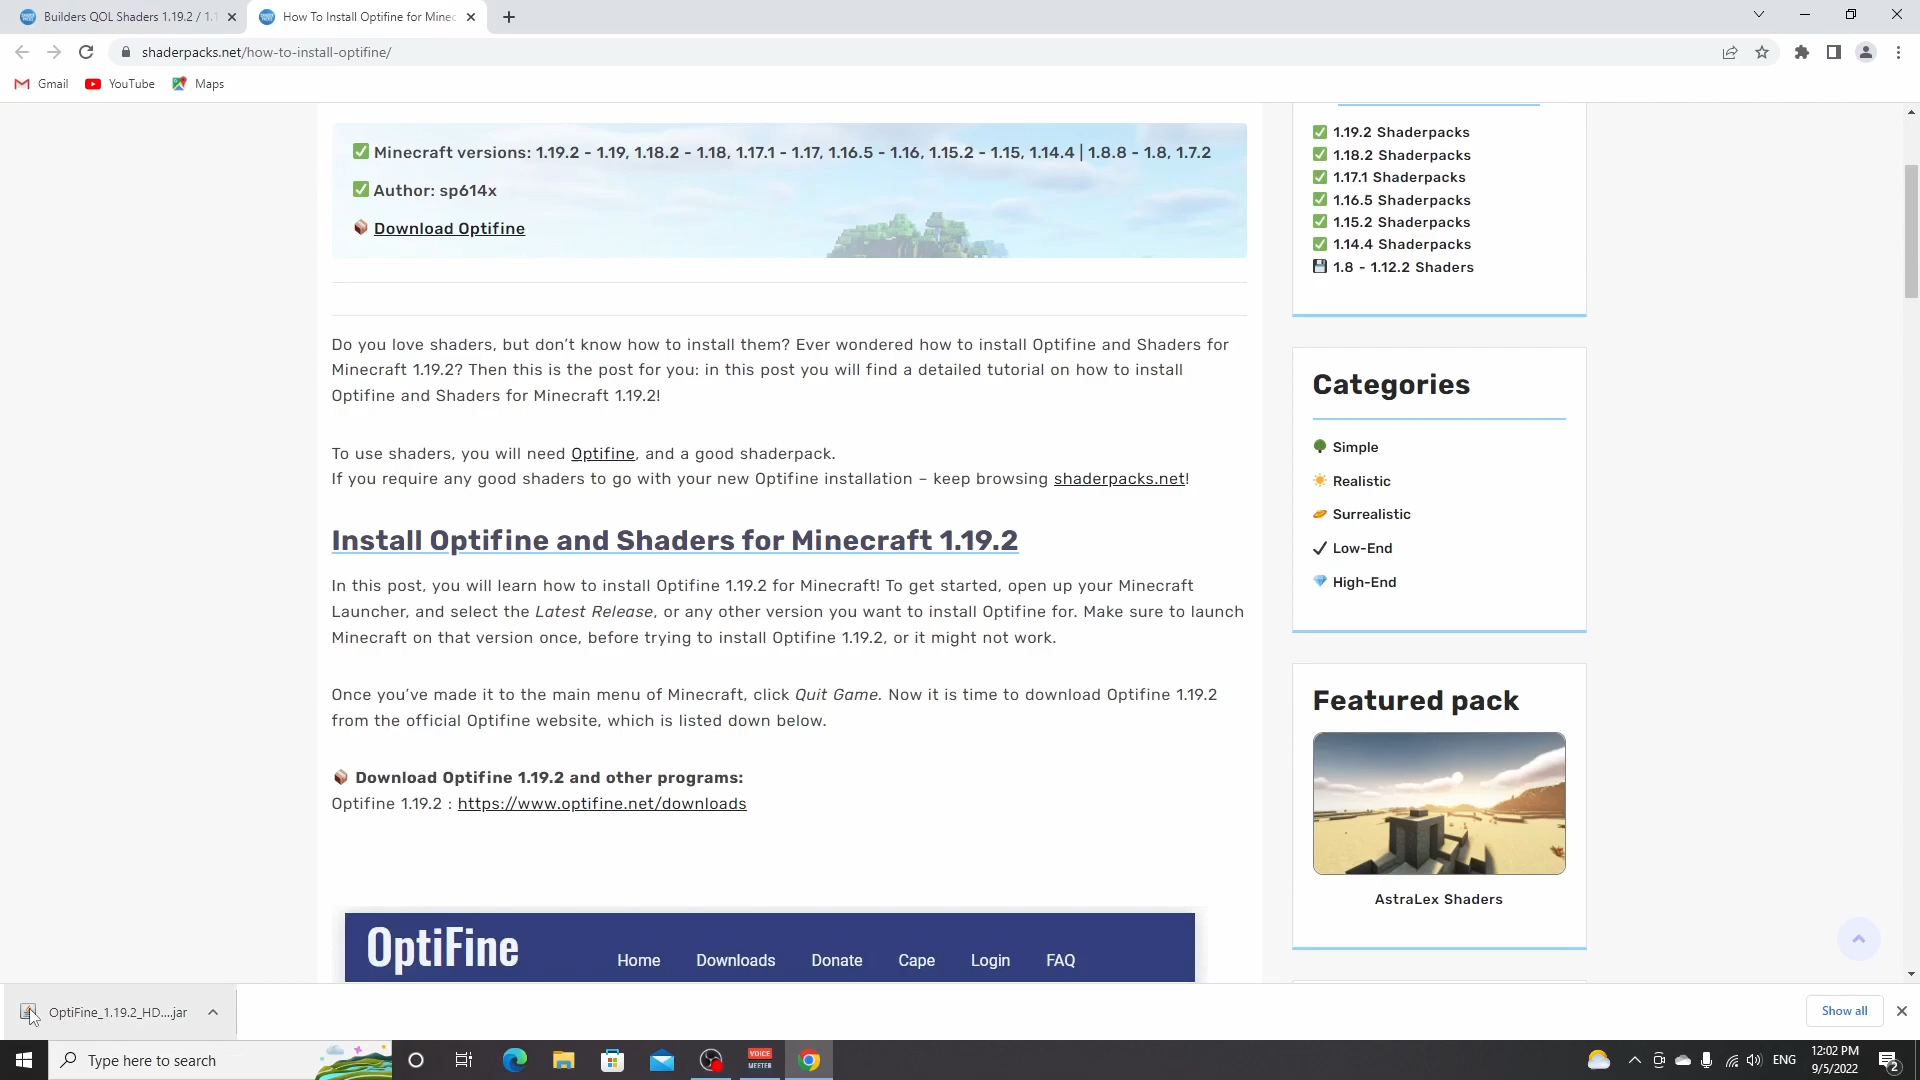 Builders QOL Shaders 1.19.2 / 1.1
How To Install Optifine for Minec
shaderpacks.net/how-to-install-optifine/
Gmail
YouTube
Maps
Minecraft versions: 1.19.2 - 1.19, 1.18.2 - 1.18, 1.17.1 - 1.17, 1.16.5 - 1.16, 1.15.2 - 1.15, 1.14.4 | 1.8.8 - 1.8, 1.7.2
Author: sp614x
Download Optifine
Do you love shaders, but don’t know how to install them? Ever wondered how to install Optifine and Shaders for
Minecraft 1.19.2? Then this is the post for you: in this post you will find a detailed tutorial on how to install
Optifine and Shaders for Minecraft 1.19.2!
To use shaders, you will need Optifine, and a good shaderpack.
If you require any good shaders to go with your new Optifine installation – keep browsing shaderpacks.net!
Install Optifine and Shaders for Minecraft 1.19.2
In this post, you will learn how to install Optifine 1.19.2 for Minecraft! To get started, open up your Minecraft
Launcher, and select the Latest Release, or any other version you want to install Optifine for. Make sure to launch
Minecraft on that version once, before trying to install Optifine 1.19.2, or it might not work.
Once you’ve made it to the main menu of Minecraft, click Quit Game. Now it is time to download Optifine 1.19.2
from the official Optifine website, which is listed down below.
Download Optifine 1.19.2 and other programs:
Optifine 1.19.2 : https://www.optifine.net/downloads
OptiFine
Home
Downloads
Donate
Cape
Login
FAQ
1.19.2 Shaderpacks
1.18.2 Shaderpacks
1.17.1 Shaderpacks
1.16.5 Shaderpacks
1.15.2 Shaderpacks
1.14.4 Shaderpacks
1.8 - 1.12.2 Shaders
Categories
Simple
Realistic
Surrealistic
Low-End
High-End
Featured pack
AstraLex Shaders
OptiFine_1.19.2_HD....jar
Show all
Type here to search
VOICE
MEETER
ENG
12:02 PM
9/5/2022
2